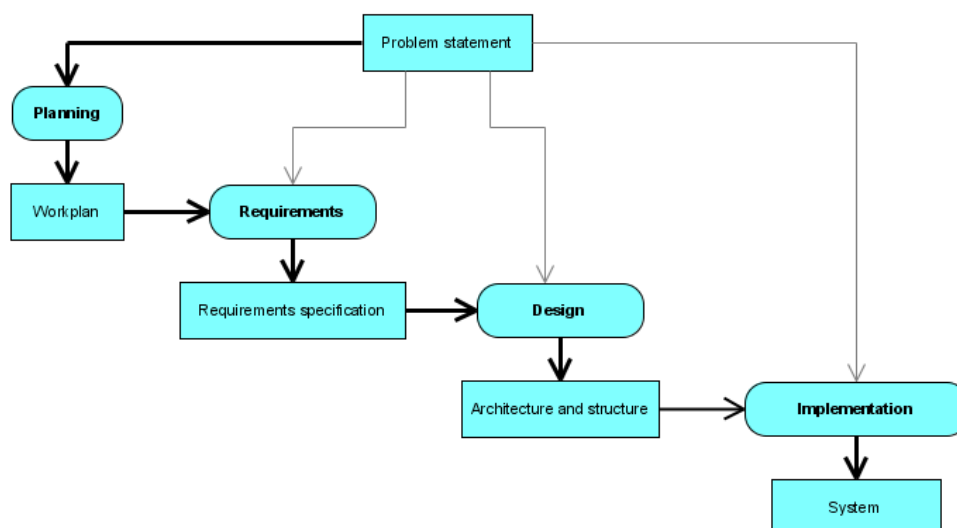 Problem statement
Planning
Workplan
Requirements
Requirements specification
Design
Architecture and structure
Implementation
System